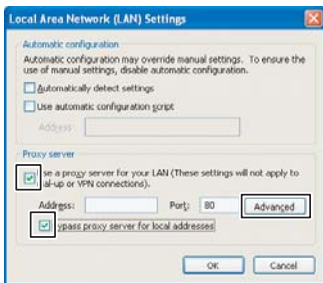 Local Area Network (LAN) Settings
Automatic configuration
Automatic configuration may override manual settings. To ensure the
use of manual settings, disable automatic configuration.
Automatically detect settings
Use automatic configuration script
Address
Proxy server
se a proxy server for your LAN (These settings will not apply to
ial-up or VPN connections).
Address:
Port: 80
Advanced
ypass proxy server for local addresses
OK
Cancel